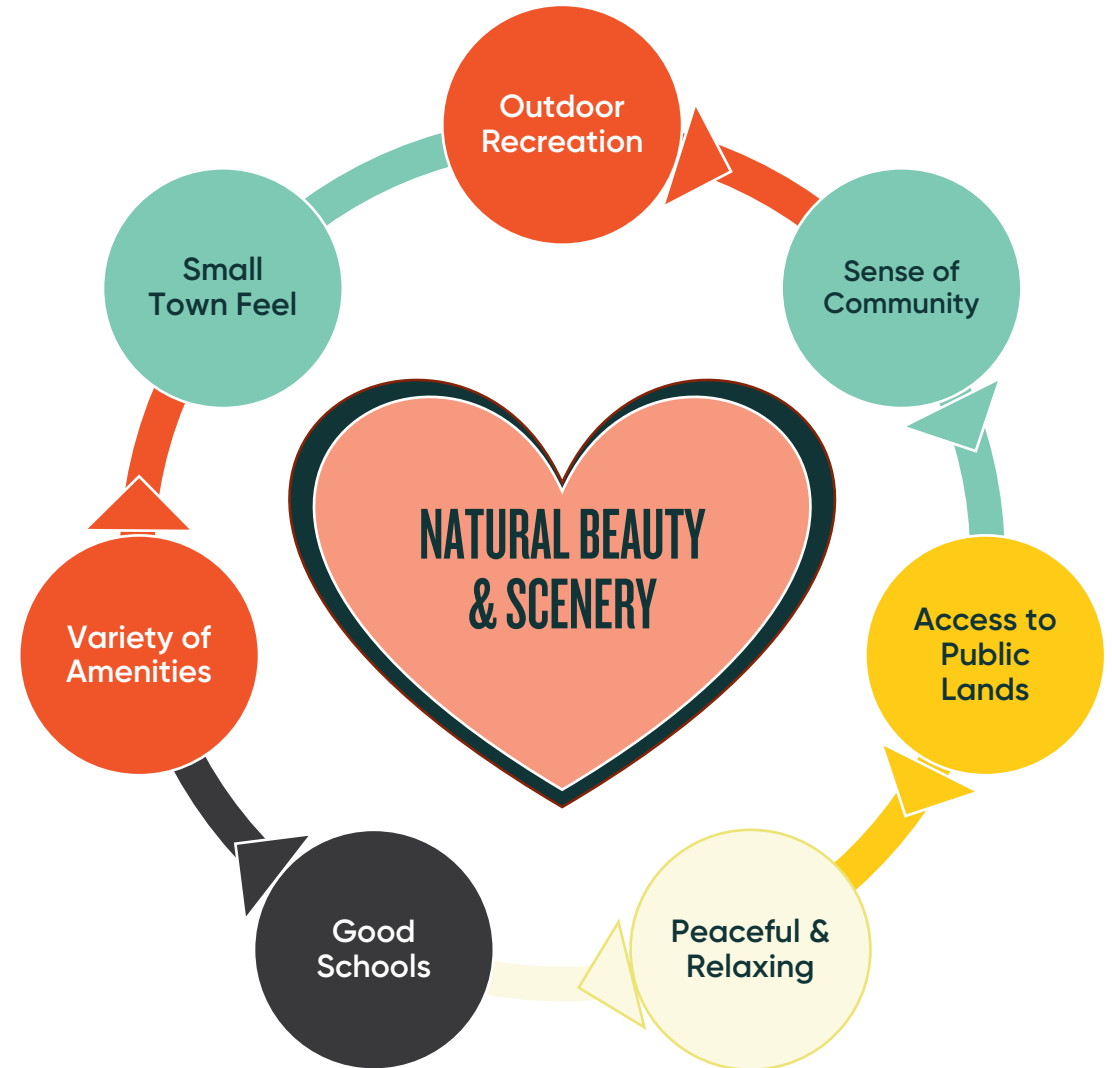 Outdoor
Recreation
Small
Town Feel
Sense of
Community
NATURAL BEAUTY
& SCENERY
Variety of
Amenities
Access to
Public
Lands
Good
Schools
Peaceful &
Relaxing